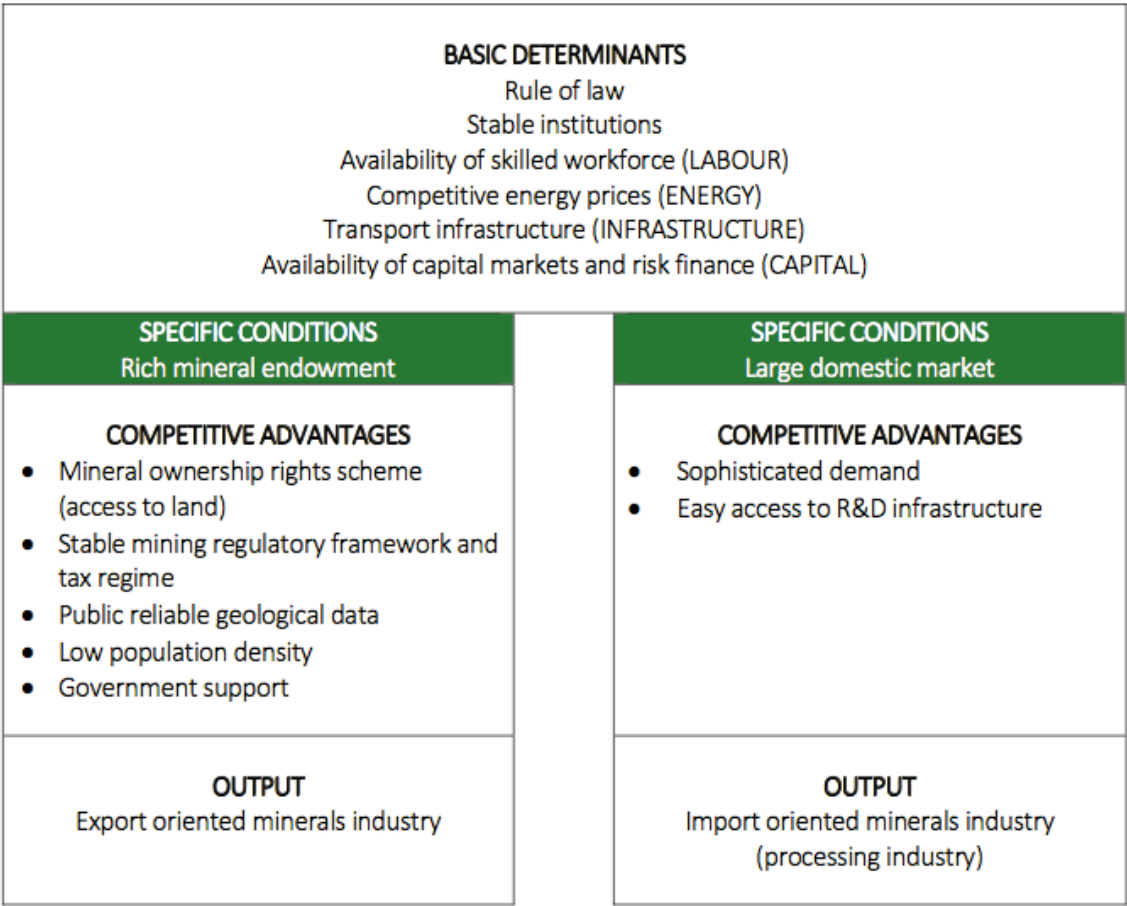 BASIC DETERMINANTS
Rule of law
Stable institutions
Availability of skilled workforce (LABOUR)
Competitive energy prices (ENERGY)
Transport infrastructure (INFRASTRUCTURE)
Availability of capital markets and risk finance (CAPITAL)
SPECIFIC CONDITIONS
Rich mineral endowment
COMPETITIVE ADVANTAGES
• Mineral ownership rights scheme
(access to land)
• Stable mining regulatory framework and
tax regime
• Public reliable geological data
• Low population density
• Government support
OUTPUT
Export oriented minerals industry
SPECIFIC CONDITIONS
Large domestic market
COMPETITIVE ADVANTAGES
• Sophisticated demand
• Easy access to R&D infrastructure
OUTPUT
Import oriented minerals industry
(processing industry)